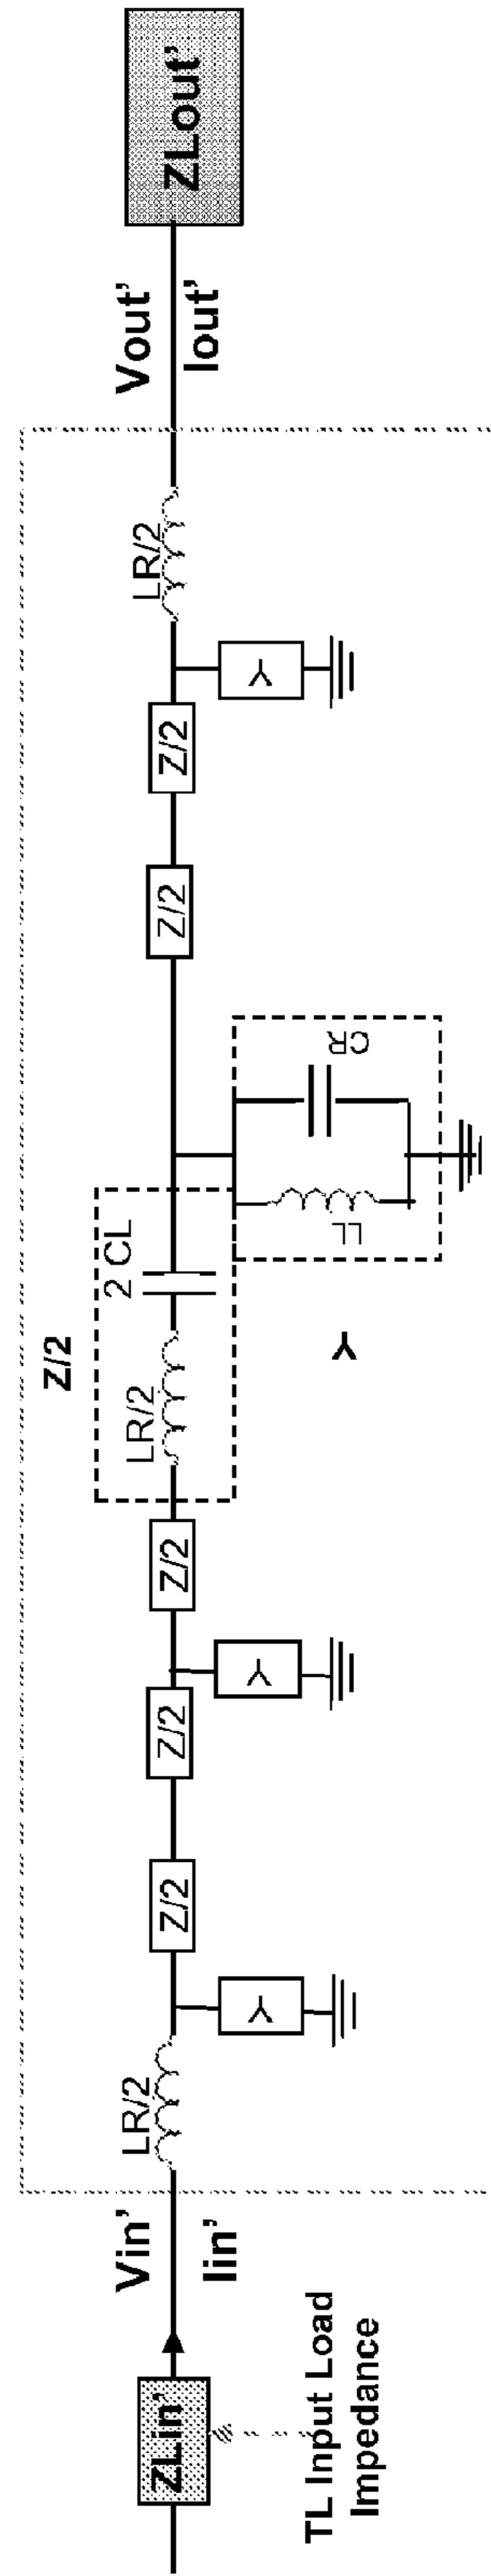 ZLin’
TL Input Load
Impedance
Vin’
Iin’
LR/2
Y
Z/2
Z/2
Y
Z/2
Z/2
LR/2
2 CL
Y
LL
CR
Z/2
Z/2
Y
LR/2
Vout’
Iout’
ZLout’